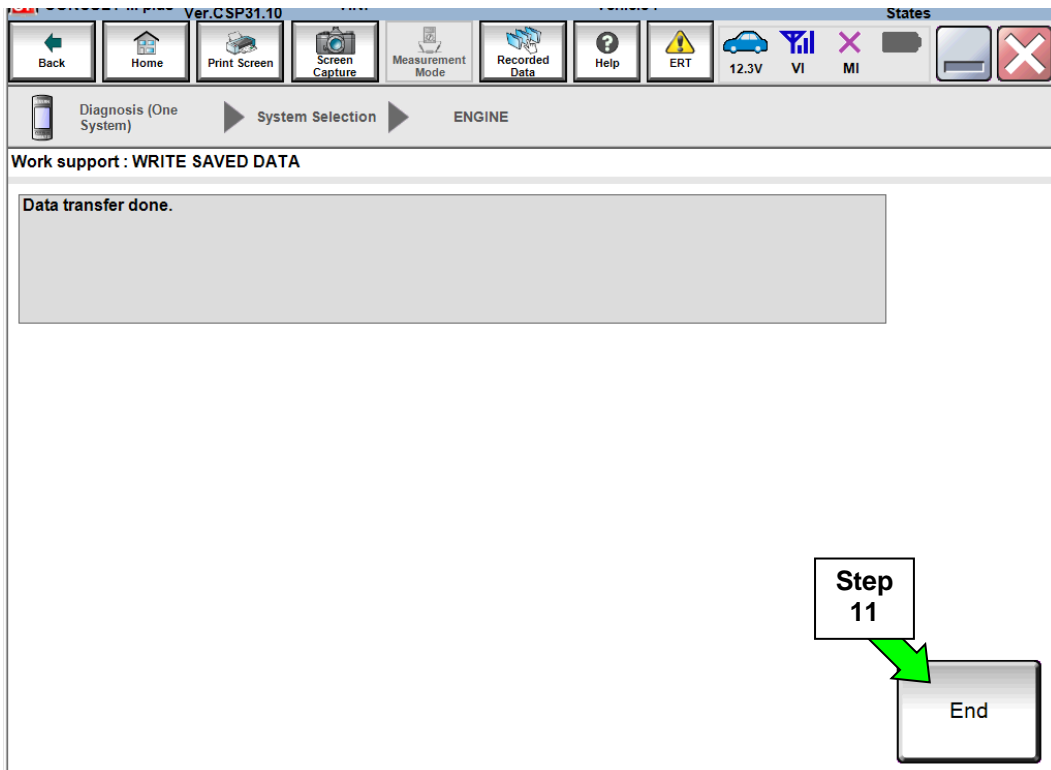 Ver.CSP31.10
States
Back
Home
Print Screen
Screen
Capture
Measurement
Mode
Recorded
Data
Help
ERT
12.3V
VI
MI
Diagnosis (One
System)
System Selection
ENGINE
Work support : WRITE SAVED DATA
Data transfer done.
Step
11
End